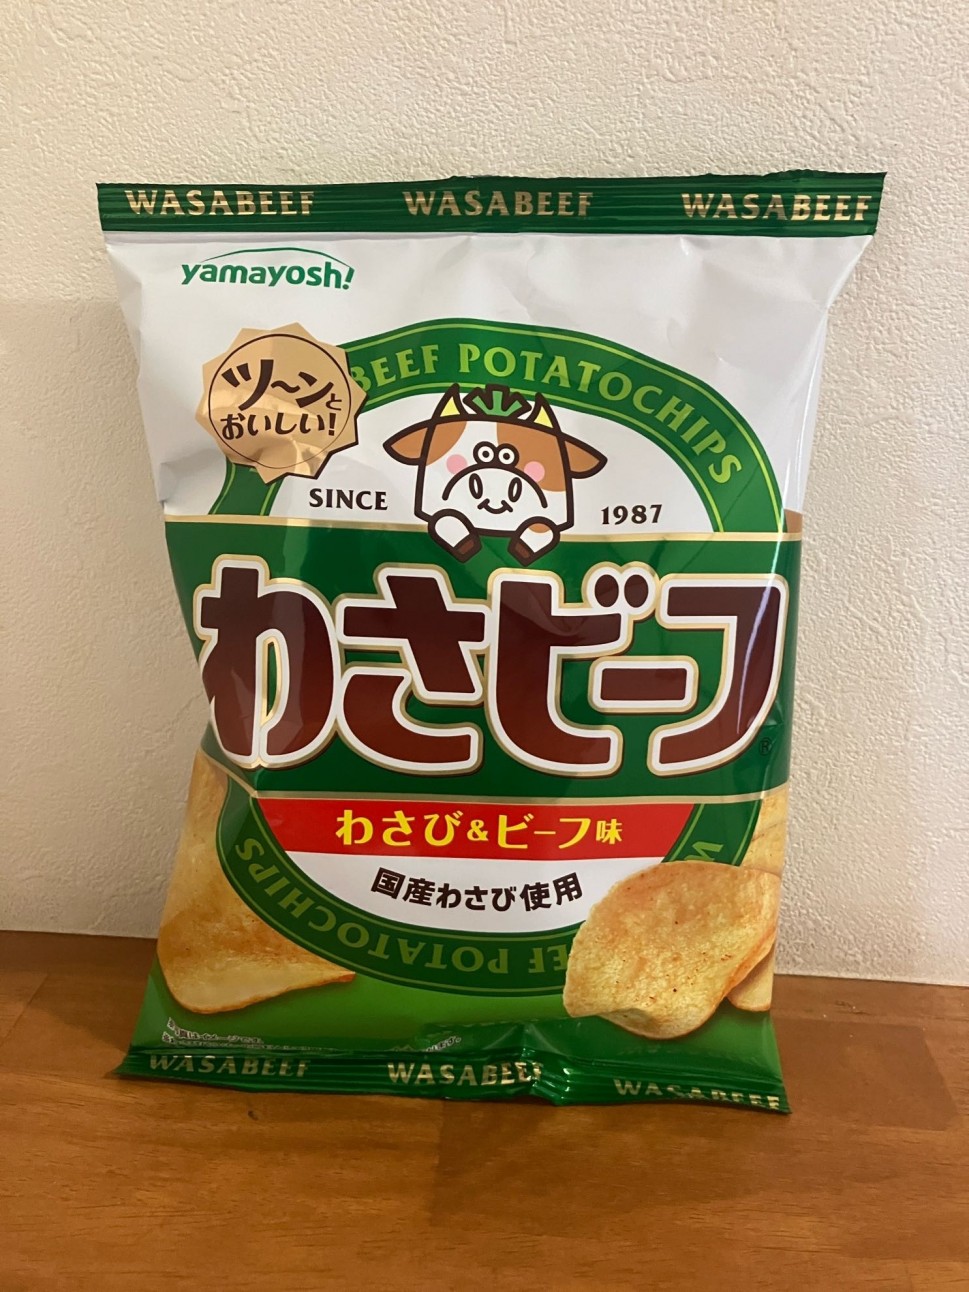 WASABEEF WASABEEF WASABEEF
yamayoshi
ツ〜ンと
おいしい!
BEEF POTATOCHIPS
SINCE 1987
わさビーフ®
わさび&ビーフ味
国産わさび使用
POTATOCHIPS
WASABEEF WASABEEF WASABEEF